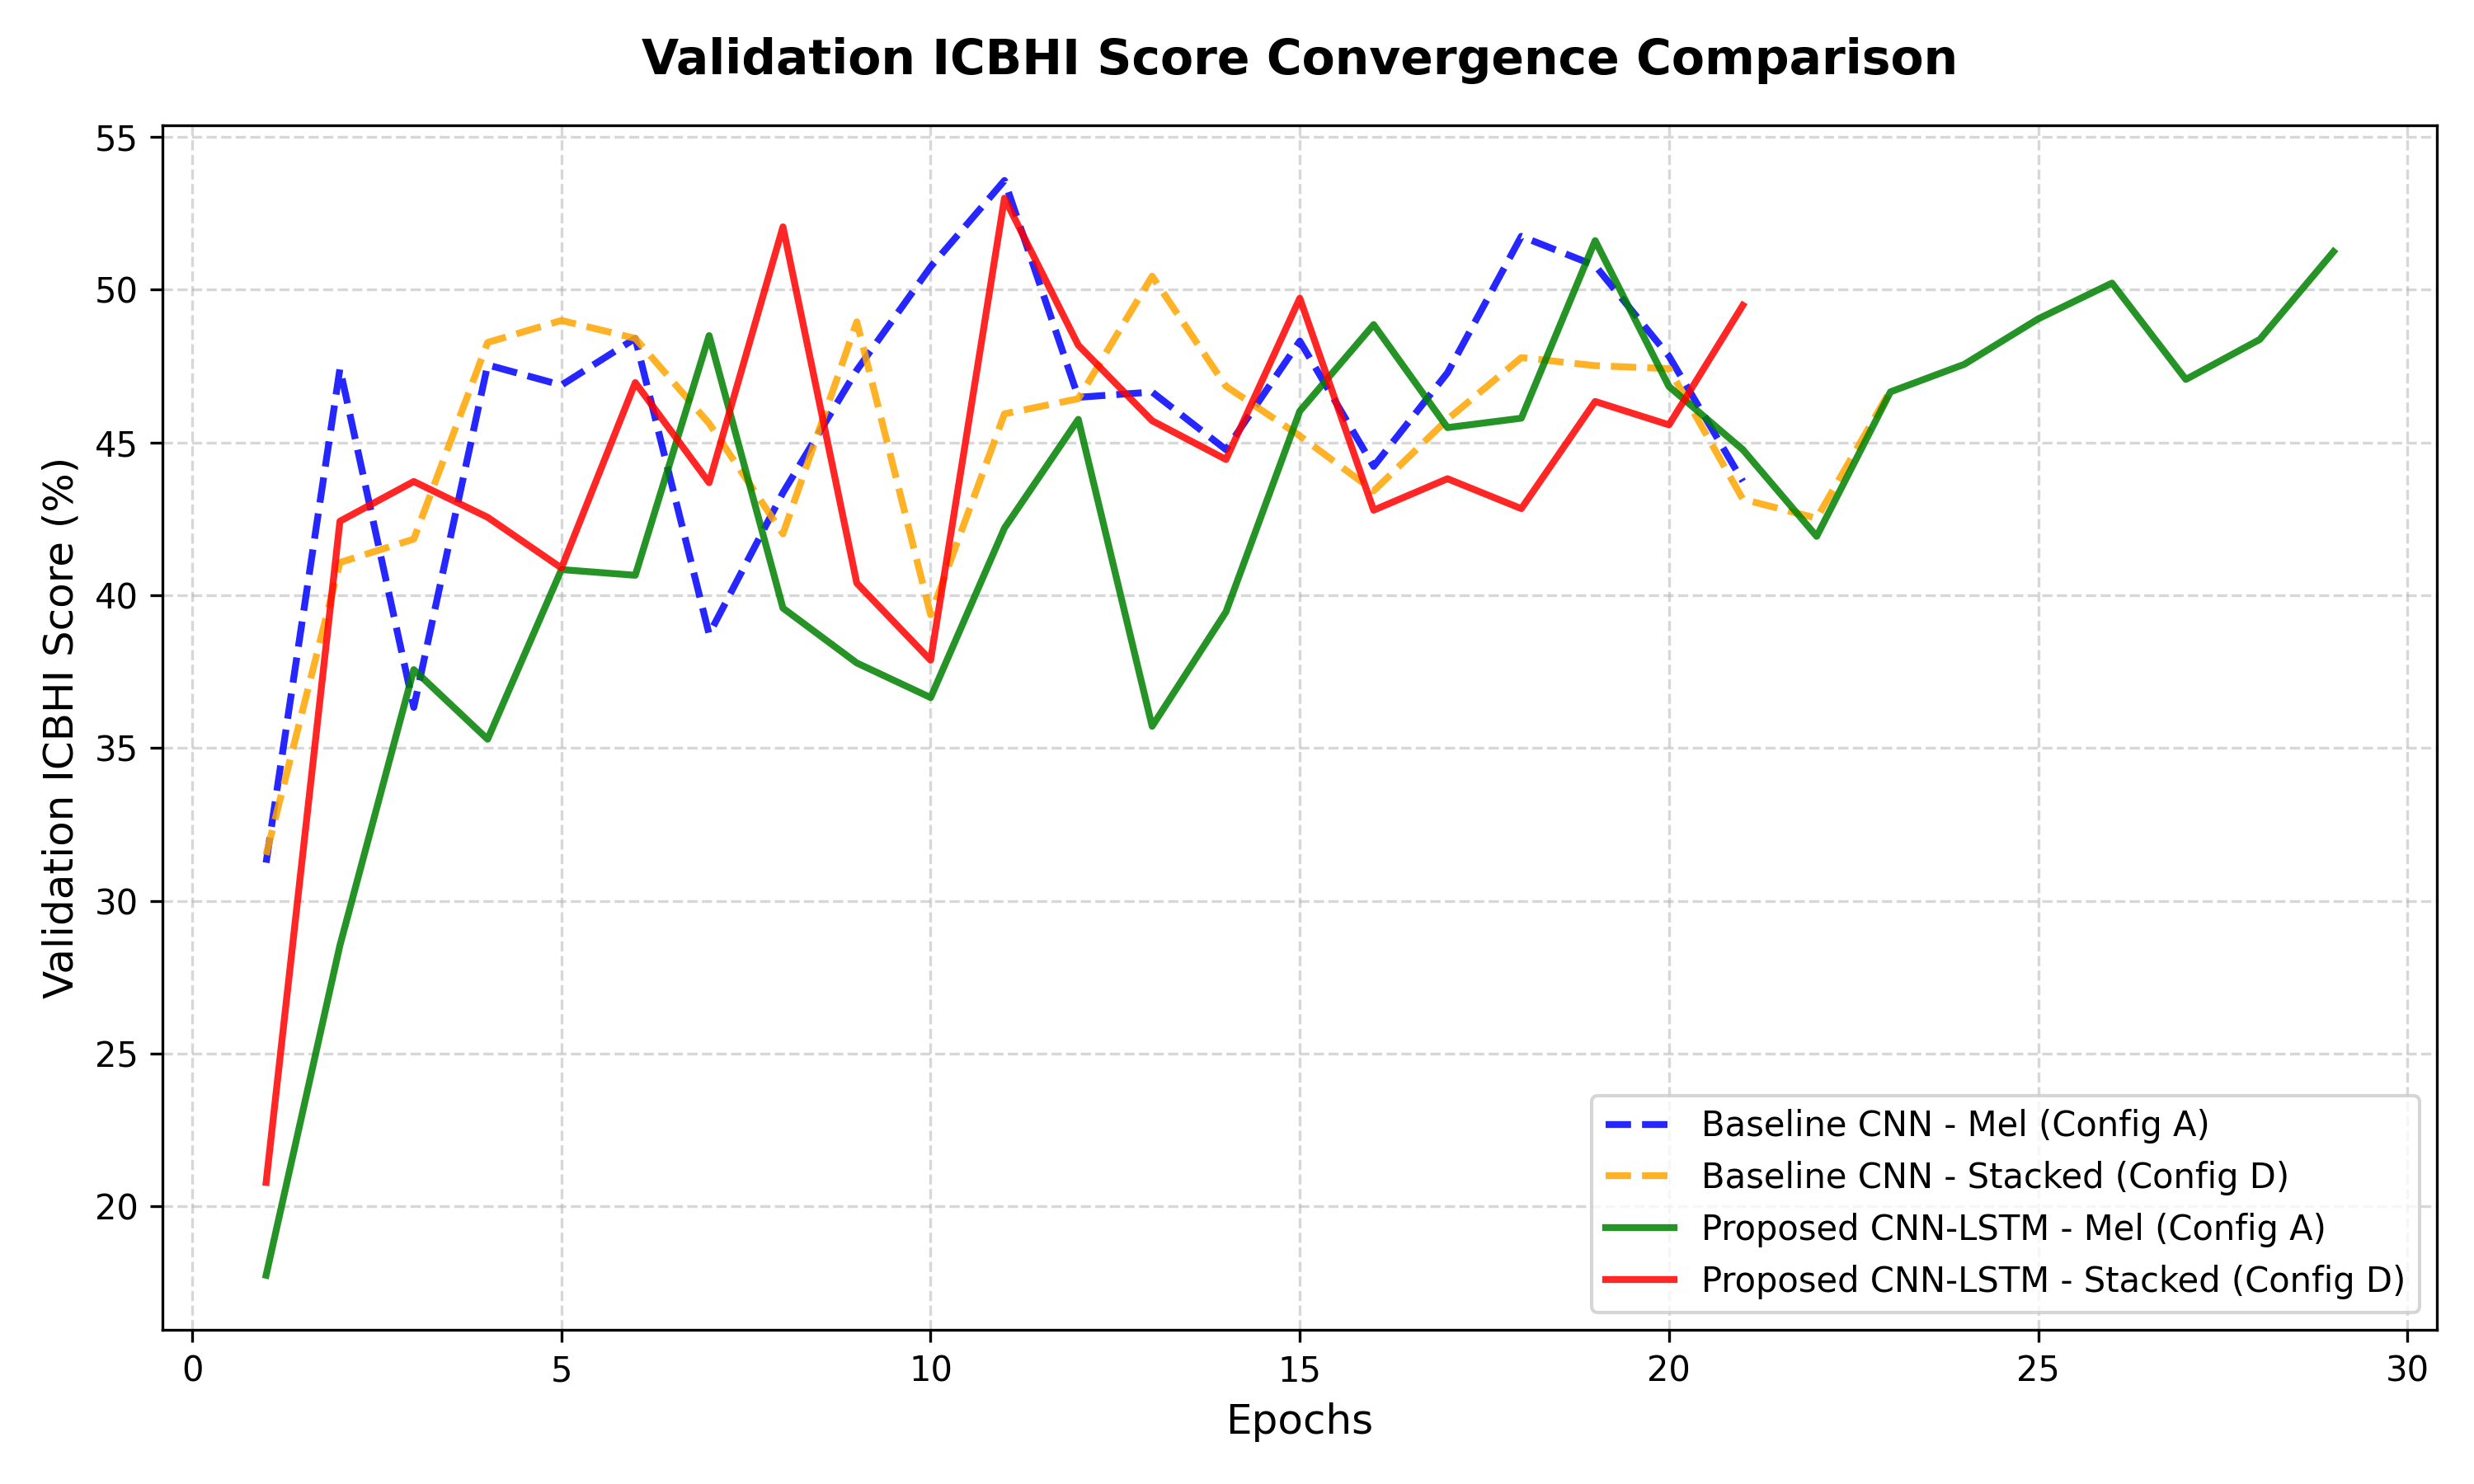 Validation ICBHI Score Convergence Comparison
Validation ICBHI Score (%)
55
50
45
40
35
30
25
20
0 5 10 15 20 25 30
Epochs
Baseline CNN - Mel (Config A)
Baseline CNN - Stacked (Config D)
Proposed CNN-LSTM - Mel (Config A)
Proposed CNN-LSTM - Stacked (Config D)